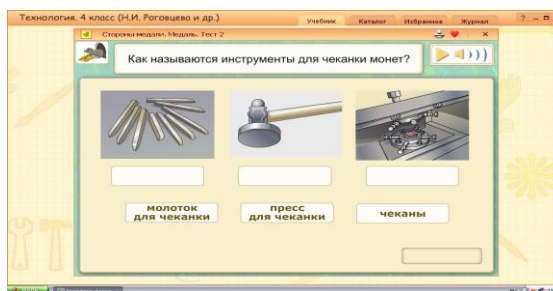 Технология. 4 класс (Н.И. Роговцева и др.)
Учебник
Каталог
Избранное
Журнал
? – ×
Стороны медали. Медаль. Тест 2
Как называются инструменты для чеканки монет?
молоток
для чеканки
пресс
для чеканки
чеканы